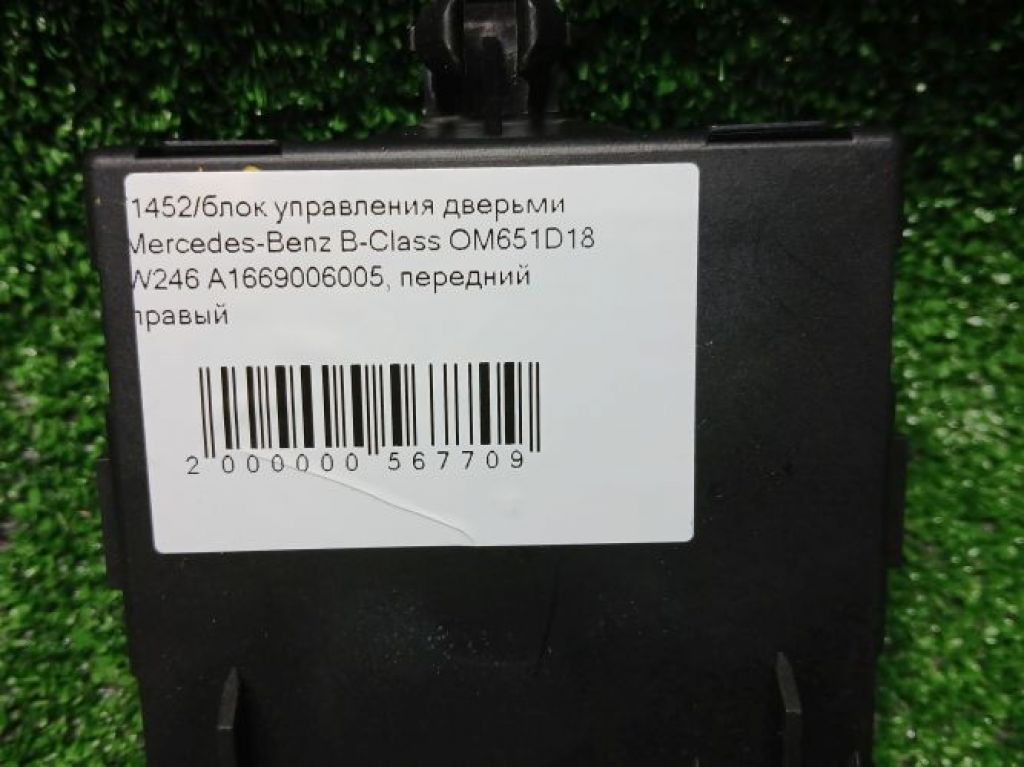 1452/блок управления дверьми
Mercedes-Benz B-Class OM651D18
W246 A1669006005, передний
правый
2 000000 567709